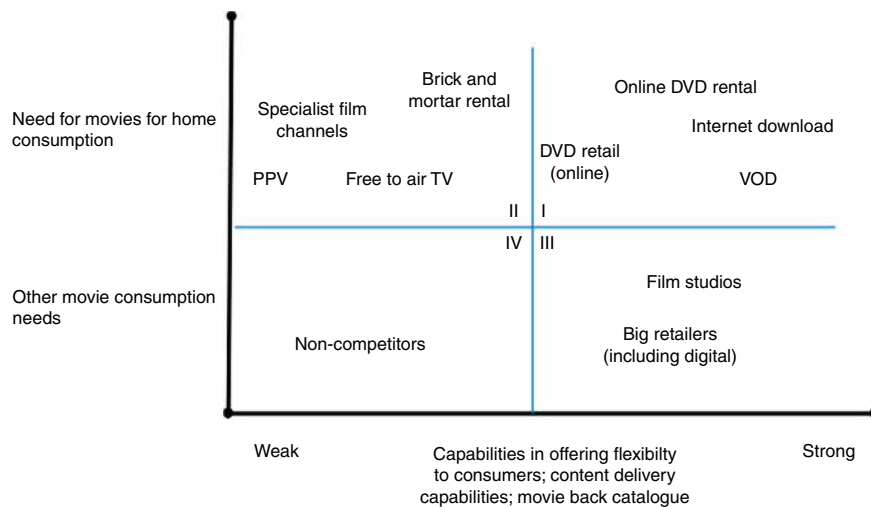 Need for movies for home
consumption
Specialist film
channels
Brick and
mortar rental
Online DVD rental
Internet download
DVD retail
(online)
PPV
Free to air TV
VOD
II
I
IV
III
Other movie consumption
needs
Film studios
Non-competitors
Big retailers
(including digital)
Weak
Capabilities in offering flexibilty
to consumers; content delivery
capabilities; movie back catalogue
Strong